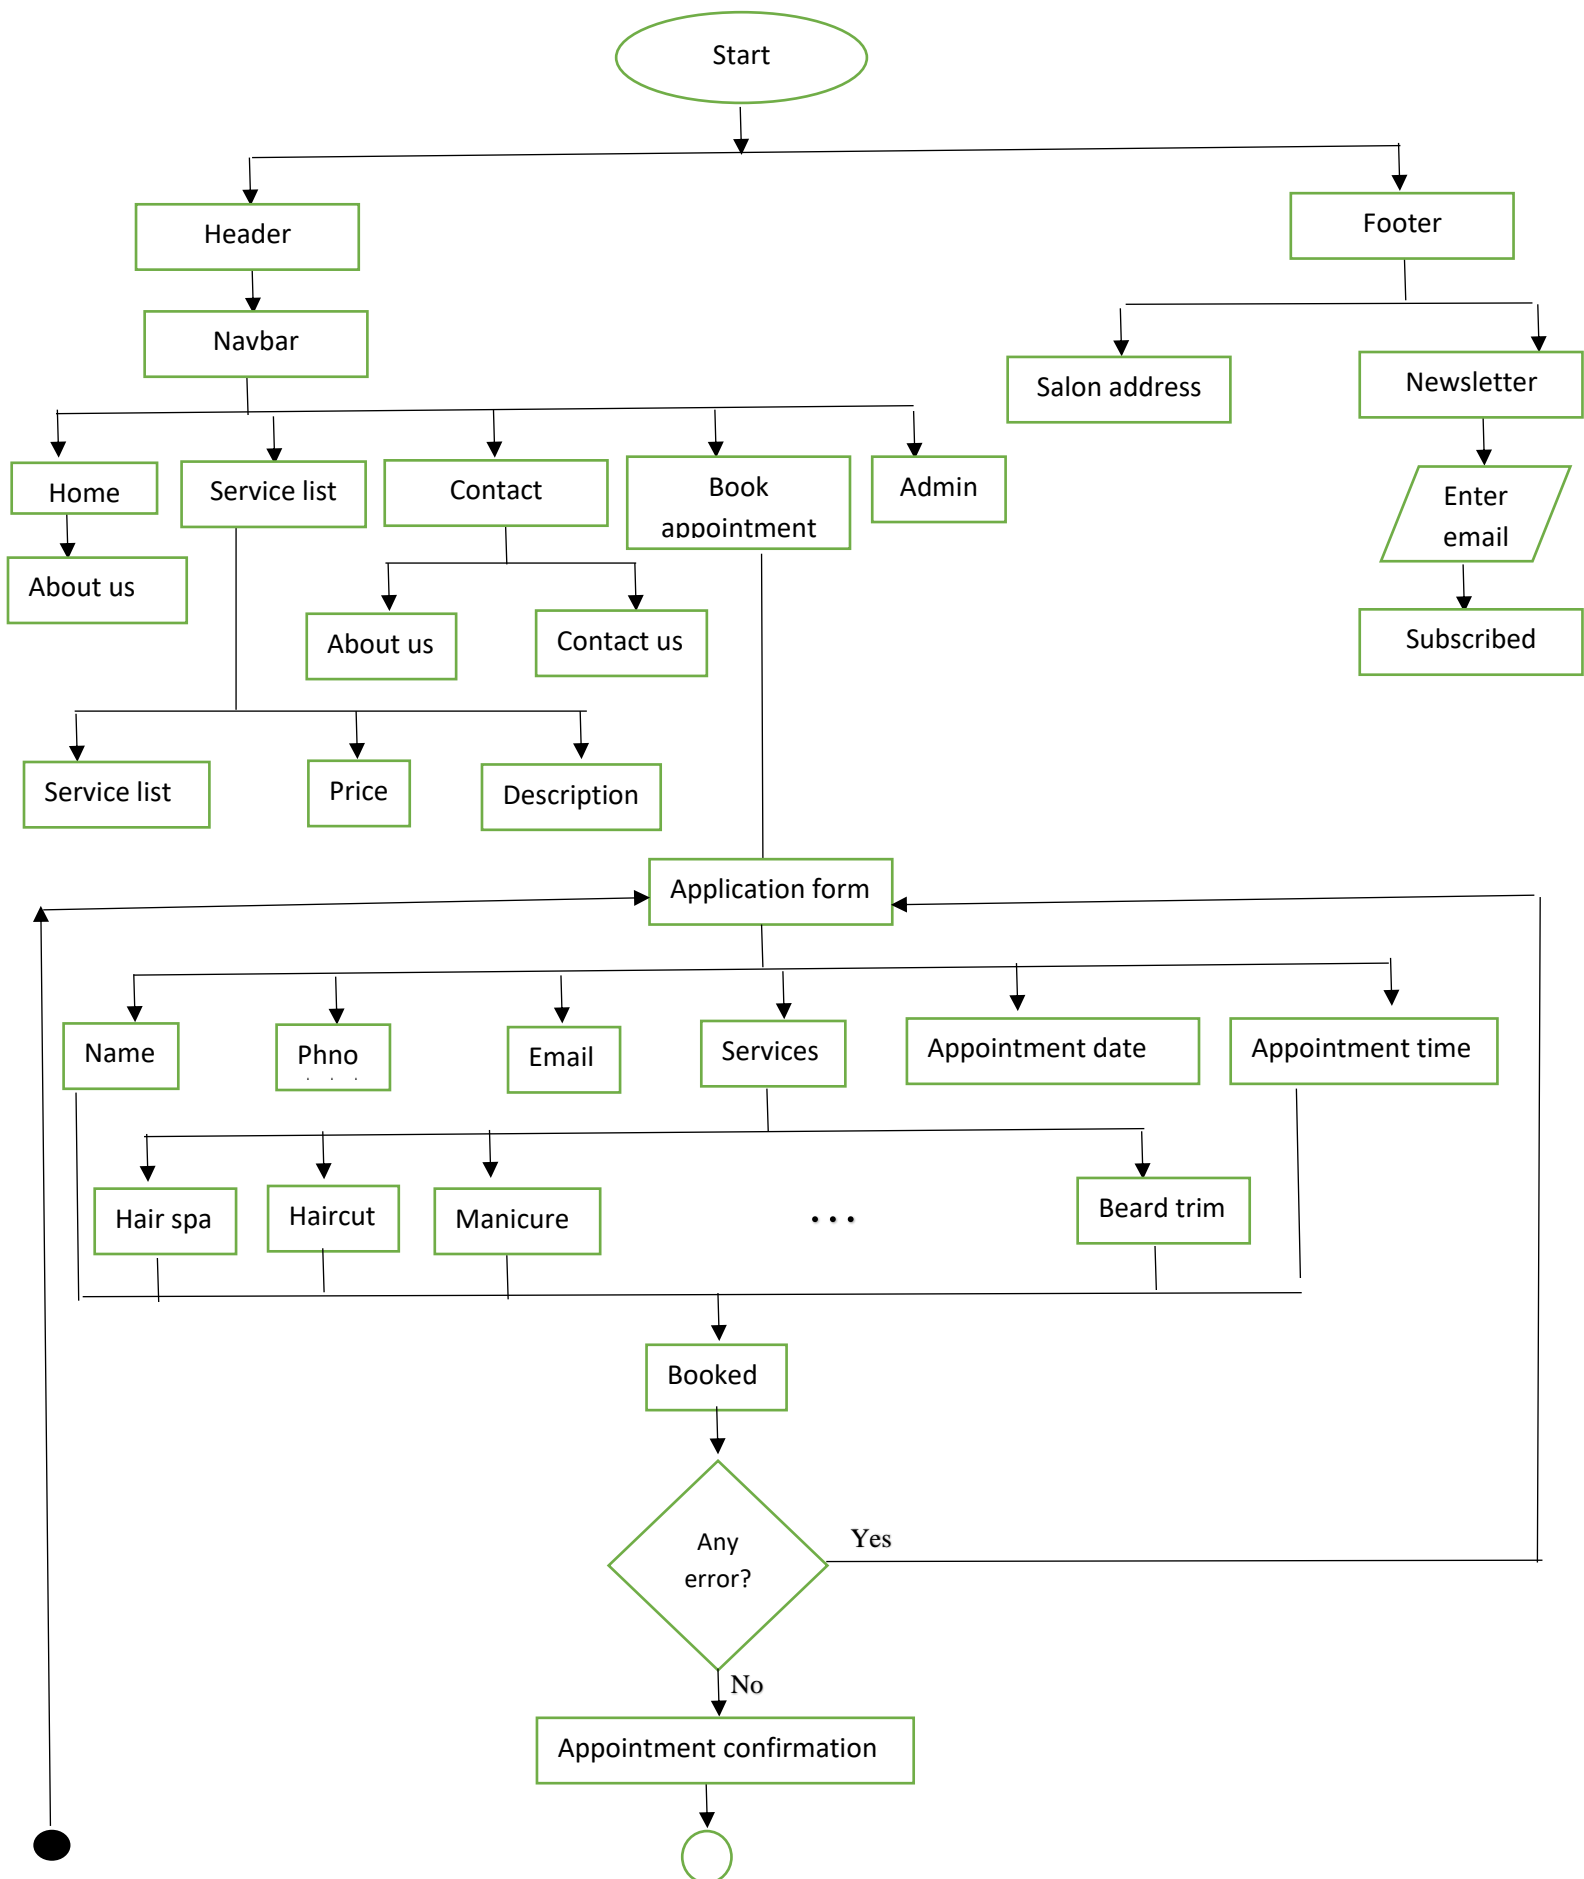 Start
Header
Footer
Navbar
Salon address
Newsletter
Home
Service list
Contact
Book
appointment
Admin
Enter
email
About us
About us
Contact us
Subscribed
Service list
Price
Description
Application form
Name
Phno
Email
Services
Appointment date
Appointment time
Hair spa
Haircut
Manicure
...
Beard trim
Booked
Any
error?
Yes
No
Appointment confirmation